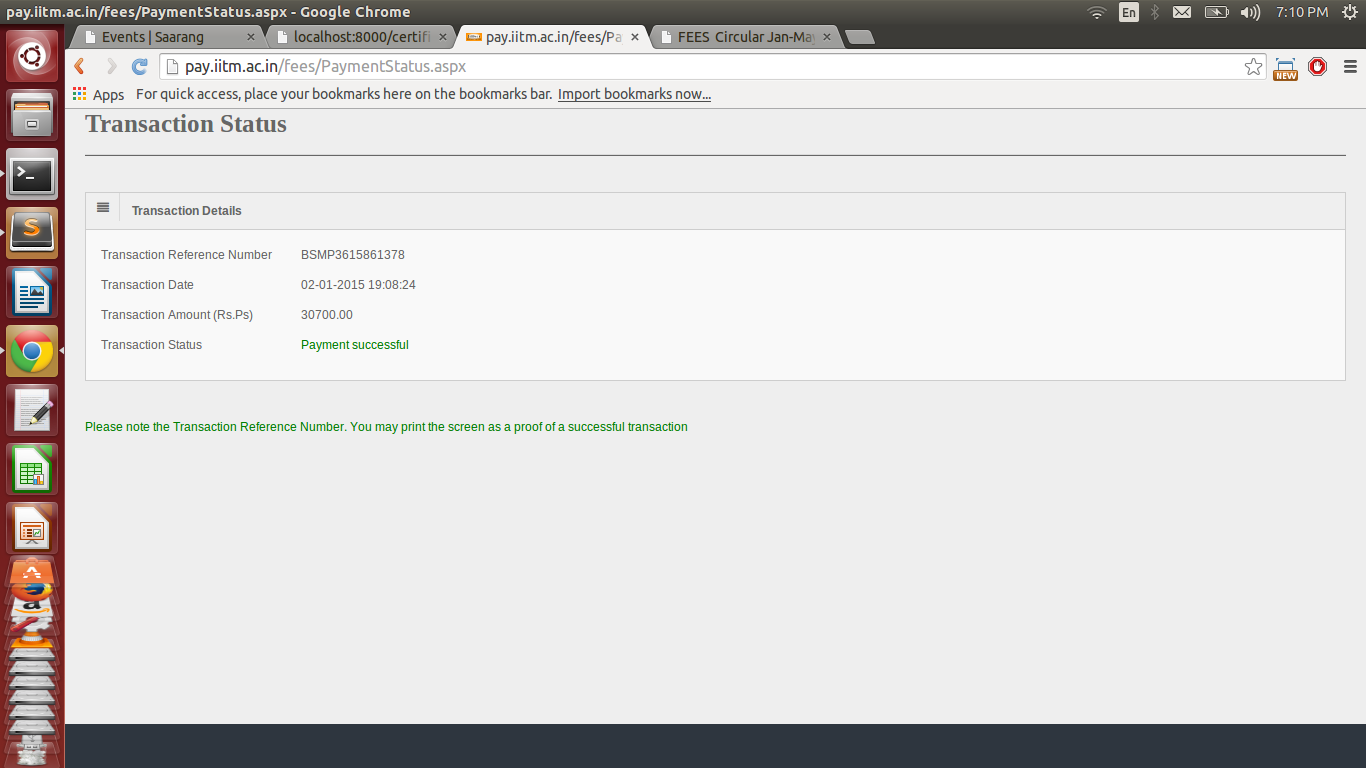 pay.iitm.ac.in/fees/PaymentStatus.aspx - Google Chrome
En
7:10 PM
Events | Saarang
localhost:8000/certifi
pay.iitm.ac.in/fees/Pa
FEES Circular Jan-May
pay.iitm.ac.in/fees/PaymentStatus.aspx
NEW
Apps
For quick access, place your bookmarks here on the bookmarks bar. Import bookmarks now...
Transaction Status
Transaction Details
Transaction Reference Number BSMP3615861378
Transaction Date 02-01-2015 19:08:24
Transaction Amount (Rs.Ps) 30700.00
Transaction Status Payment successful
Please note the Transaction Reference Number. You may print the screen as a proof of a successful transaction